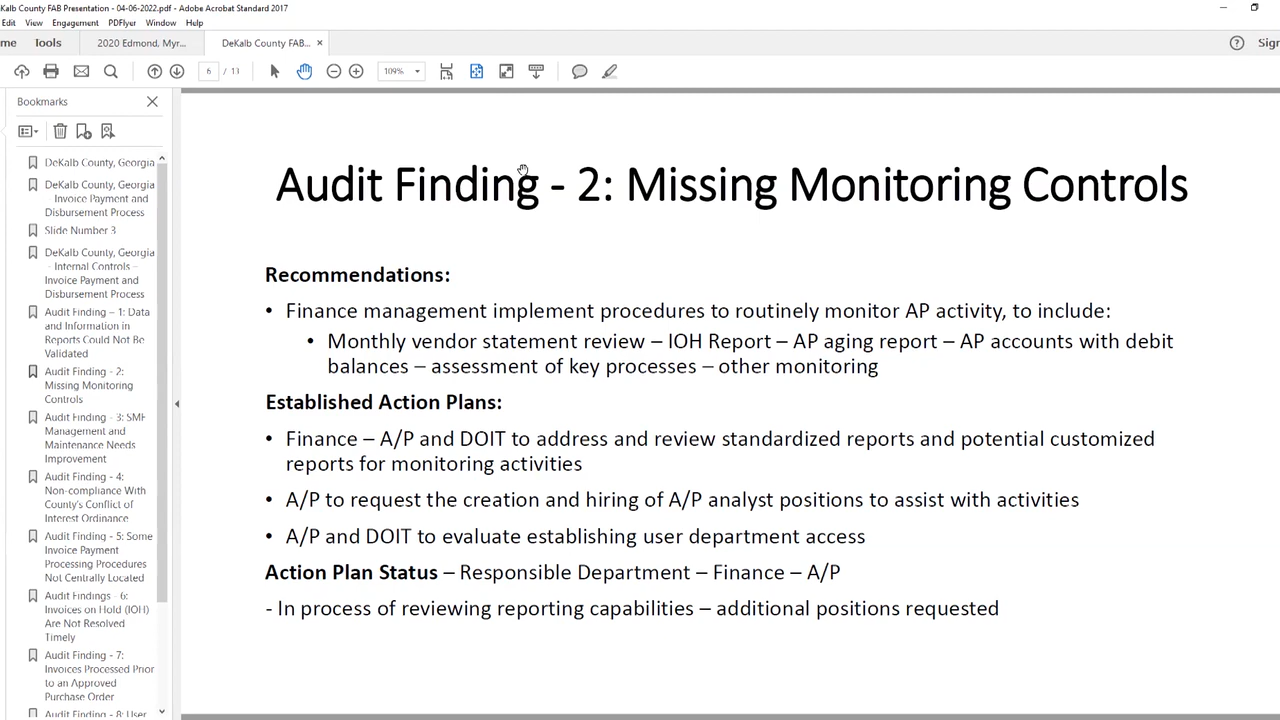 Kalb County FAB Presentation - 04-06-2022.pdf - Adobe Acrobat Standard 2017
Edit View Engagement PDFlyer Window Help
me Tools 2020 Edmond, Myr... DeKalb County FAB... × Sign
6 / 13 109%
Bookmarks
DeKalb County, Georgia
DeKalb County, Georgia
– Invoice Payment and
Disbursement Process
Slide Number 3
DeKalb County, Georgia
- Internal Controls –
Invoice Payment and
Disbursement Process
Audit Finding – 1: Data
and Information in
Reports Could Not Be
Validated
Audit Finding - 2:
Missing Monitoring
Controls
Audit Finding - 3: SMF
Management and
Maintenance Needs
Improvement
Audit Finding - 4:
Non-compliance With
County's Conflict of
Interest Ordinance
Audit Finding - 5: Some
Invoice Payment
Processing Procedures
Not Centrally Located
Audit Findings - 6:
Invoices on Hold (IOH)
Are Not Resolved
Timely
Audit Finding - 7:
Invoices Processed Prior
to an Approved
Purchase Order
Audit Finding - 8: User
Audit Finding - 2: Missing Monitoring Controls
Recommendations:
• Finance management implement procedures to routinely monitor AP activity, to include:
• Monthly vendor statement review – IOH Report – AP aging report – AP accounts with debit
balances – assessment of key processes – other monitoring
Established Action Plans:
• Finance – A/P and DOIT to address and review standardized reports and potential customized
reports for monitoring activities
• A/P to request the creation and hiring of A/P analyst positions to assist with activities
• A/P and DOIT to evaluate establishing user department access
Action Plan Status – Responsible Department – Finance – A/P
- In process of reviewing reporting capabilities – additional positions requested